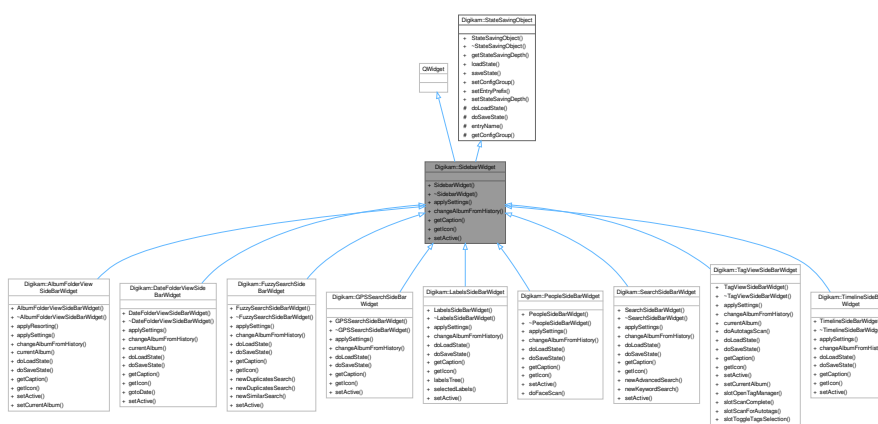 Digikam::StateSavingObject
+ StateSavingObject()
+ ~StateSavingObject()
+ getStateSavingDepth()
+ loadState()
+ saveState()
+ setConfigGroup()
+ setEntryPrefix()
+ setStateSavingDepth()
# doLoadState()
# doSaveState()
# entryName()
# getConfigGroup()
QWidget
Digikam::SidebarWidget
+ SidebarWidget()
+ ~SidebarWidget()
+ applySettings()
+ changeAlbumFromHistory()
+ getCaption()
+ getIcon()
+ setActive()
Digikam::AlbumFolderView
SideBarWidget
+ AlbumFolderViewSideBarWidget()
+ ~AlbumFolderViewSideBarWidget()
+ applyResorting()
+ applySettings()
+ changeAlbumFromHistory()
+ currentAlbum()
+ doLoadState()
+ doSaveState()
+ getCaption()
+ getIcon()
+ setActive()
+ setCurrentAlbum()
Digikam::DateFolderViewSide
BarWidget
+ DateFolderViewSideBarWidget()
+ ~DateFolderViewSideBarWidget()
+ applySettings()
+ changeAlbumFromHistory()
+ currentAlbum()
+ doLoadState()
+ doSaveState()
+ getCaption()
+ getIcon()
+ gotoDate()
+ setActive()
Digikam::FuzzySearchSide
BarWidget
+ FuzzySearchSideBarWidget()
+ ~FuzzySearchSideBarWidget()
+ applySettings()
+ changeAlbumFromHistory()
+ doLoadState()
+ doSaveState()
+ getCaption()
+ getIcon()
+ newDuplicatesSearch()
+ newDuplicatesSearch()
+ newSimilarSearch()
+ setActive()
Digikam::GPSSearchSideBar
Widget
+ GPSSearchSideBarWidget()
+ ~GPSSearchSideBarWidget()
+ applySettings()
+ changeAlbumFromHistory()
+ doLoadState()
+ doSaveState()
+ getCaption()
+ getIcon()
+ setActive()
Digikam::LabelsSideBarWidget
+ LabelsSideBarWidget()
+ ~LabelsSideBarWidget()
+ applySettings()
+ changeAlbumFromHistory()
+ doLoadState()
+ doSaveState()
+ getCaption()
+ getIcon()
+ labelsTree()
+ selectedLabels()
+ setActive()
Digikam::PeopleSideBarWidget
+ PeopleSideBarWidget()
+ ~PeopleSideBarWidget()
+ applySettings()
+ changeAlbumFromHistory()
+ doLoadState()
+ doSaveState()
+ getCaption()
+ getIcon()
+ setActive()
+ doFaceScan()
Digikam::SearchSideBarWidget
+ SearchSideBarWidget()
+ ~SearchSideBarWidget()
+ applySettings()
+ changeAlbumFromHistory()
+ doLoadState()
+ doSaveState()
+ getCaption()
+ getIcon()
+ newAdvancedSearch()
+ newKeywordSearch()
+ setActive()
Digikam::TagViewSideBarWidget
+ TagViewSideBarWidget()
+ ~TagViewSideBarWidget()
+ applySettings()
+ changeAlbumFromHistory()
+ currentAlbum()
+ doAutotagsScan()
+ doLoadState()
+ doSaveState()
+ getCaption()
+ getIcon()
+ setActive()
+ setCurrentAlbum()
+ slotOpenTagManager()
+ slotScanComplete()
+ slotScanForAutotags()
+ slotToggleTagsSelection()
Digikam::TimelineSideB
Widget
+ TimelineSideBarWidg
+ ~TimelineSideBarWidg
+ applySettings()
+ changeAlbumFromHist
+ doLoadState()
+ doSaveState()
+ getCaption()
+ getIcon()
+ setActive()